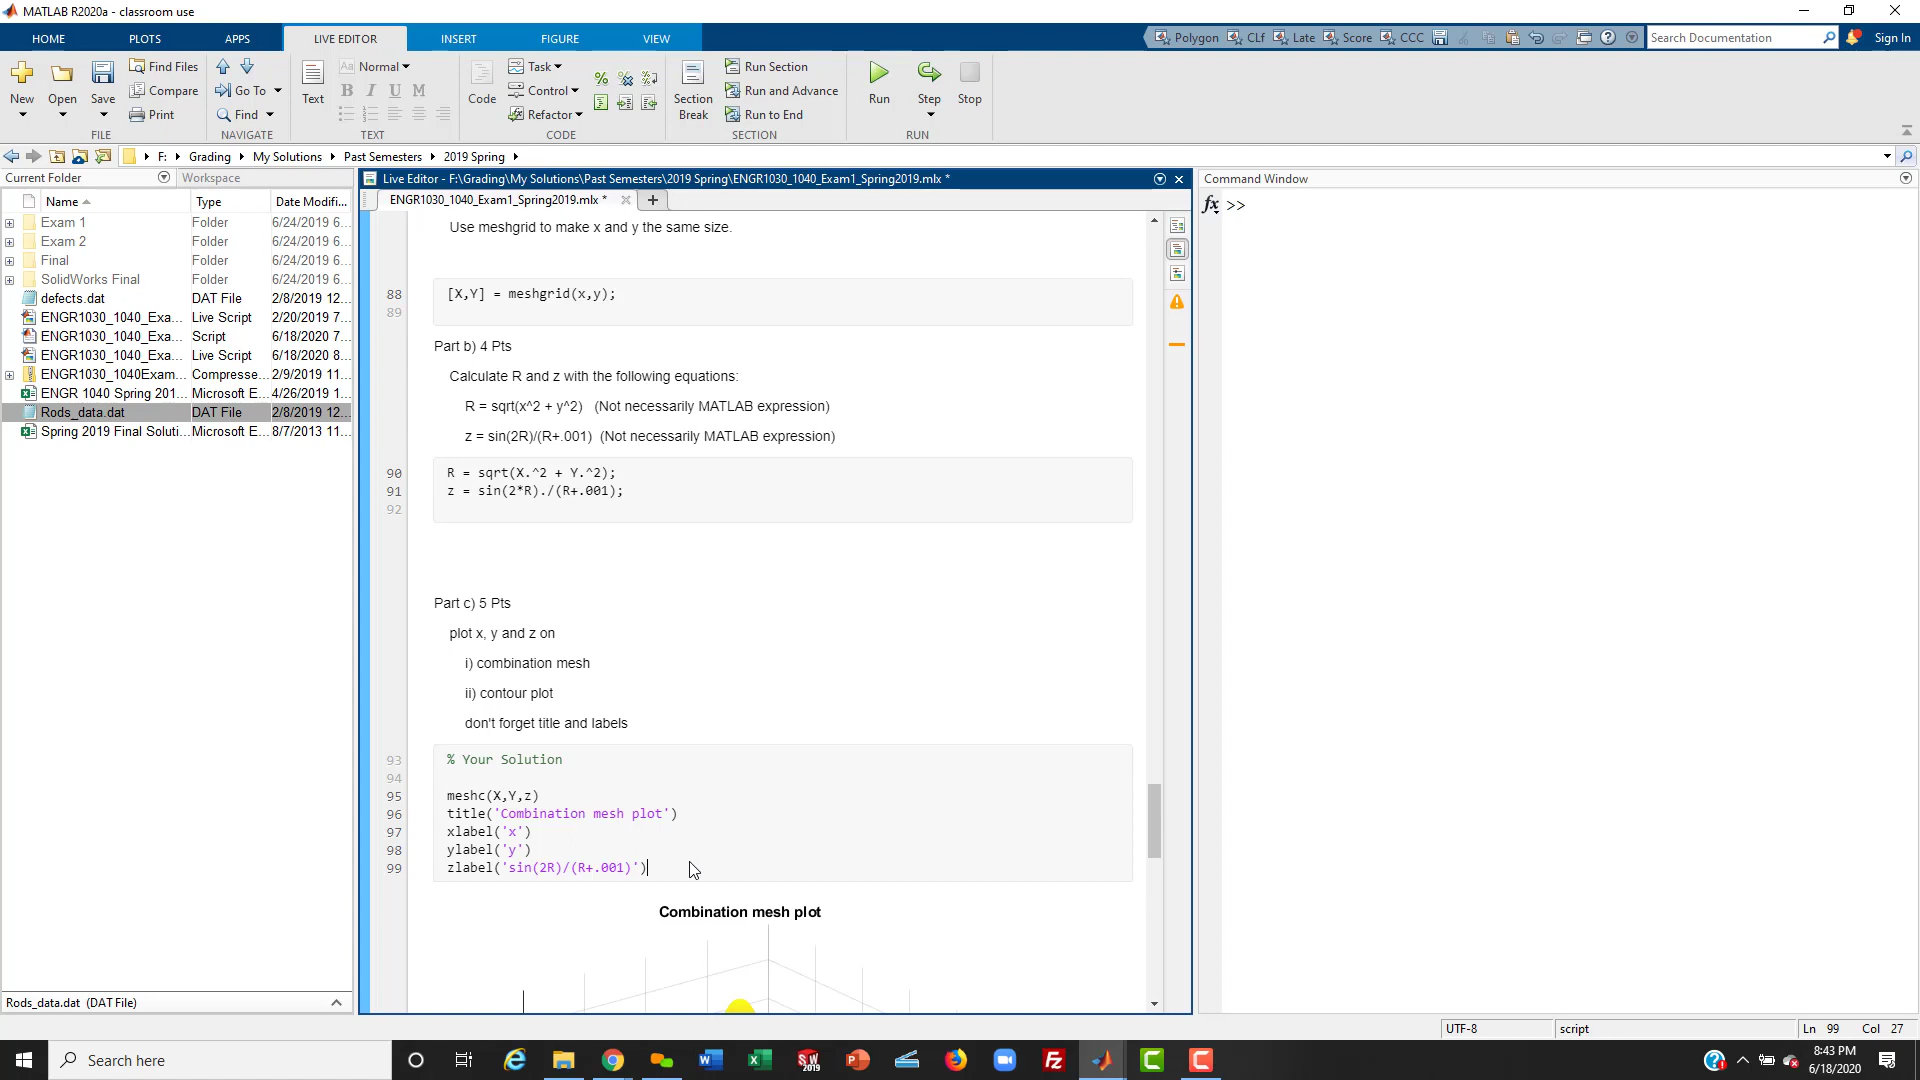 MATLAB R2020a - classroom use
HOME PLOTS APPS LIVE EDITOR INSERT FIGURE VIEW
Polygon CLf Late Score CCC
Search Documentation
Sign In
New Open Save
Find Files
Compare
Print
FILE
Go To
Find
NAVIGATE
Text
Aa Normal
B I U M
TEXT
Code
Task
Control
Refactor
CODE
Section Break
Run Section
Run and Advance
Run to End
SECTION
Run Step Stop
RUN
F: Grading My Solutions Past Semesters 2019 Spring
Current Folder Workspace
Name Type Date Modifi...
Exam 1 Folder 6/24/2019 6...
Exam 2 Folder 6/24/2019 6...
Final Folder 6/24/2019 6...
SolidWorks Final Folder 6/24/2019 6...
defects.dat DAT File 2/8/2019 12...
ENGR1030_1040_Exa... Live Script 2/20/2019 7...
ENGR1030_1040_Exa... Script 6/18/2020 7...
ENGR1030_1040_Exa... Live Script 6/18/2020 8...
ENGR1030_1040Exam... Compresse... 2/9/2019 11...
ENGR 1040 Spring 201... Microsoft E... 4/26/2019 1...
Rods_data.dat DAT File 2/8/2019 12...
Spring 2019 Final Soluti... Microsoft E... 8/7/2013 11...
Rods_data.dat (DAT File)
Live Editor - F:\Grading\My Solutions\Past Semesters\2019 Spring\ENGR1030_1040_Exam1_Spring2019.mlx *
ENGR1030_1040_Exam1_Spring2019.mlx *
Use meshgrid to make x and y the same size.
88 [X,Y] = meshgrid(x,y);
89
Part b) 4 Pts
Calculate R and z with the following equations:
R = sqrt(x^2 + y^2) (Not necessarily MATLAB expression)
z = sin(2R)/(R+.001) (Not necessarily MATLAB expression)
90 R = sqrt(X.^2 + Y.^2);
91 z = sin(2*R)./(R+.001);
92
Part c) 5 Pts
plot x, y and z on
i) combination mesh
ii) contour plot
don't forget title and labels
93 % Your Solution
94
95 meshc(X,Y,z)
96 title('Combination mesh plot')
97 xlabel('x')
98 ylabel('y')
99 zlabel('sin(2R)/(R+.001)')
Combination mesh plot
Command Window
fx >>
UTF-8 script Ln 99 Col 27
Search here
8:43 PM
6/18/2020